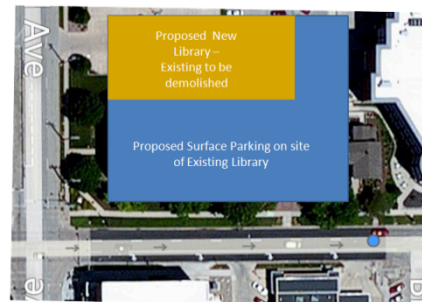 Proposed New
Library –
Existing to be
demolished
Proposed Surface Parking on site
of Existing Library
Ave